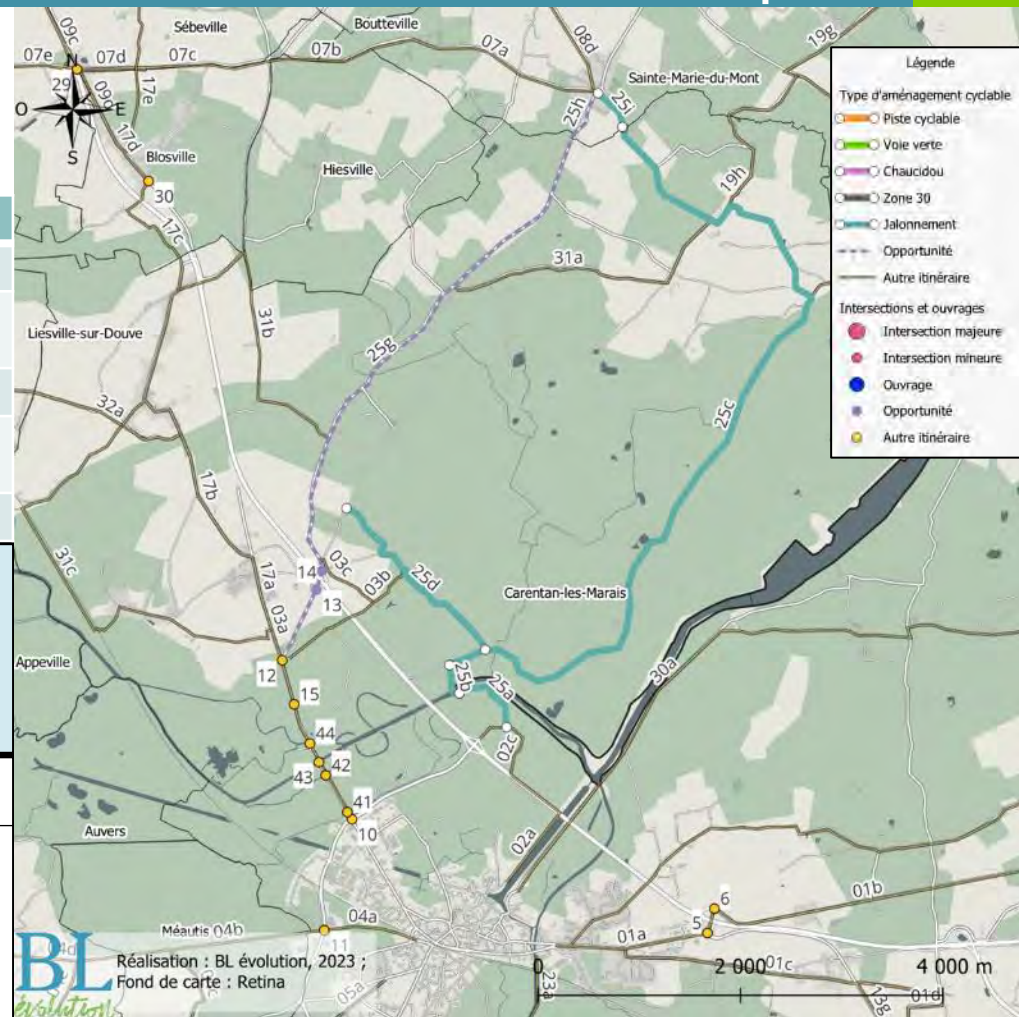 09c
Sébeville
Boutteville
08d
19g
07e
N
07d
07c
07b
07a
29
09d
17e
O
E
S
17d
Blosville
30
17c
Hiesville
Sainte-Marie-du-Mont
25h
25i
19h
31a
31b
Liesville-sur-Douve
25g
32a
17b
25c
31c
17a
14
03c
13
03a
03b
25d
Carentan-les-Marais
Appeville
12
15
25b
25a
30a
44
02c
43
42
41
10
Auvers
02a
6
5
01b
Méautis
04b
04a
11
01a
01c
04d
05a
23a
13g
01d
Légende
Type d'aménagement cyclable
Piste cyclable
Voie verte
Chaucidou
Zone 30
Jalonnement
Opportunité
Autre itinéraire
Intersections et ouvrages
Intersection majeure
Intersection mineure
Ouvrage
Opportunité
Autre itinéraire
BL
évolution
Réalisation : BL évolution, 2023 ;
Fond de carte : Retina
0
2 000
4 000 m